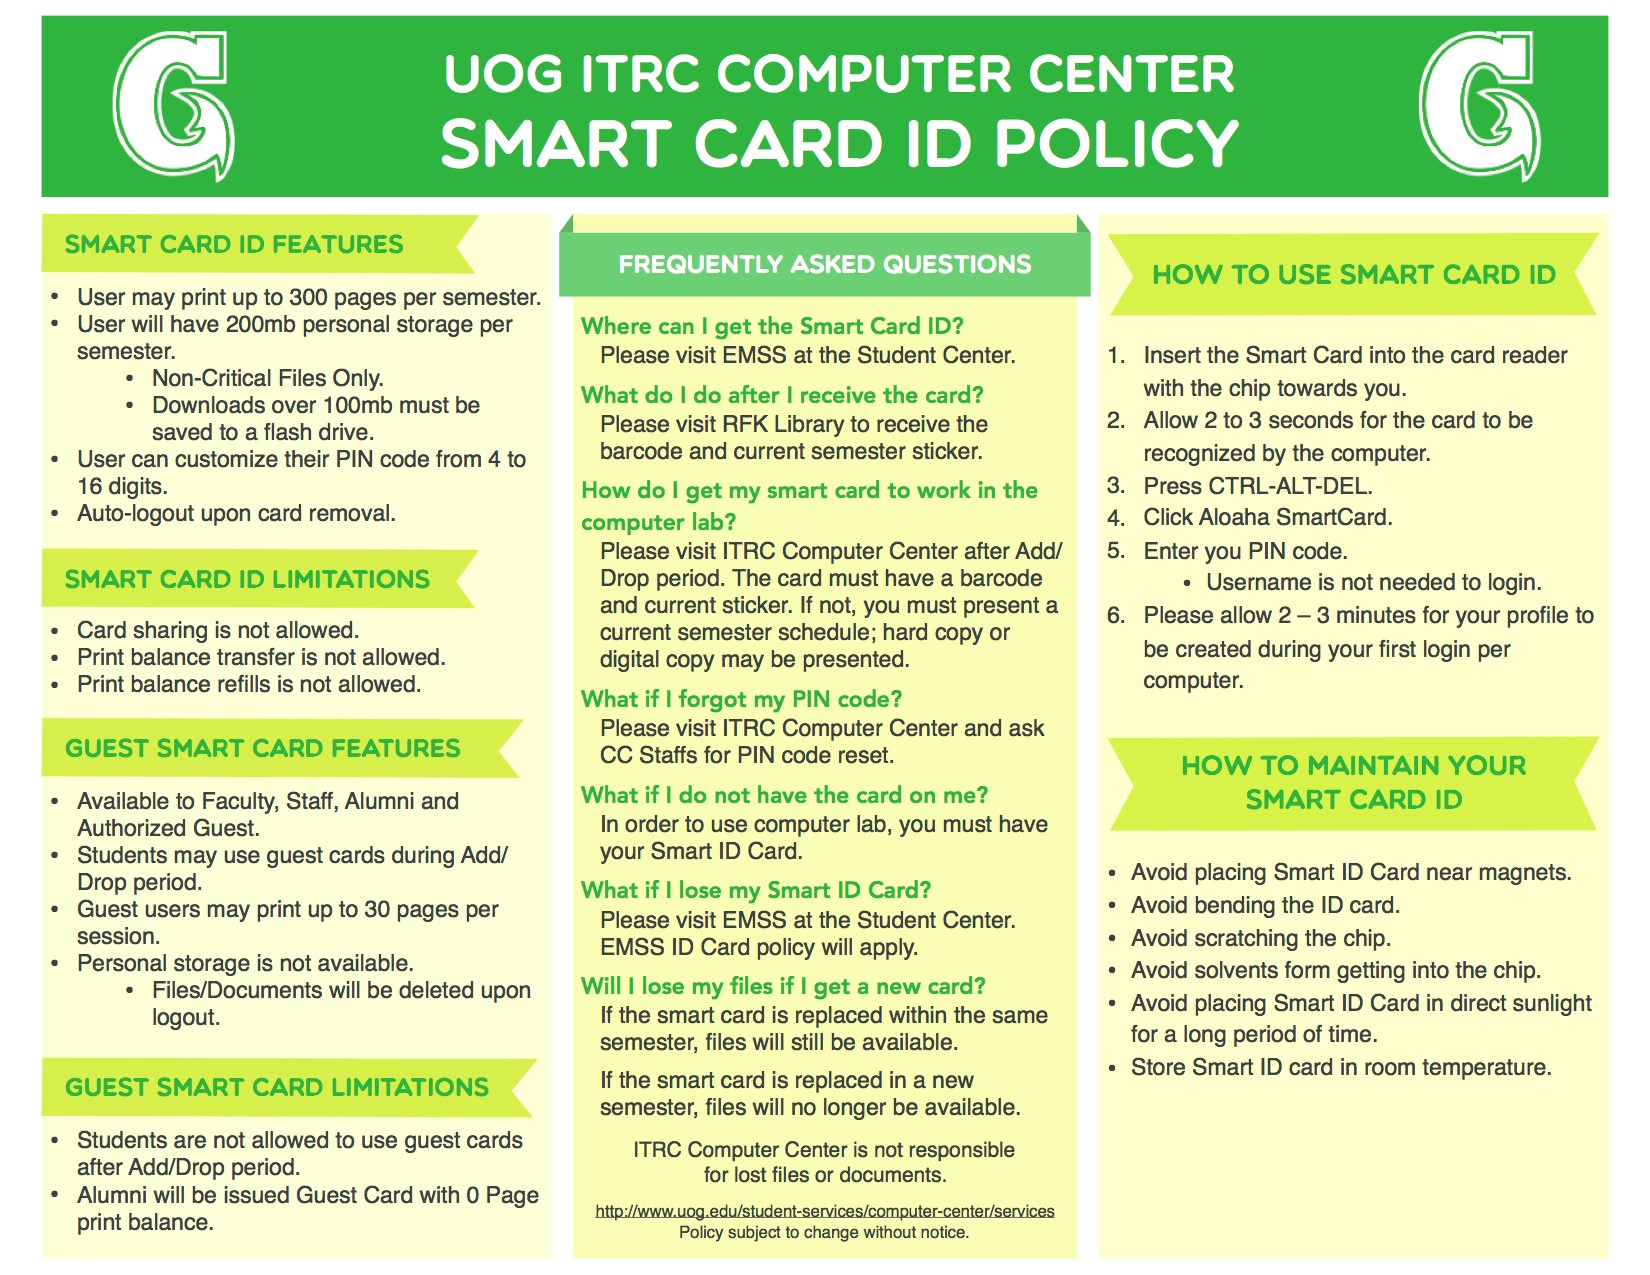 UOG ITRC COMPUTER CENTER
SMART CARD ID POLICY
SMART CARD ID FEATURES
• User may print up to 300 pages per semester.
• User will have 200mb personal storage per
semester.
• Non-Critical Files Only.
• Downloads over 100mb must be
saved to a flash drive.
• User can customize their PIN code from 4 to
16 digits.
• Auto-logout upon card removal.
SMART CARD ID LIMITATIONS
• Card sharing is not allowed.
• Print balance transfer is not allowed.
• Print balance refills is not allowed.
GUEST SMART CARD FEATURES
• Available to Faculty, Staff, Alumni and
Authorized Guest.
• Students may use guest cards during Add/
Drop period.
• Guest users may print up to 30 pages per
session.
• Personal storage is not available.
• Files/Documents will be deleted upon
logout.
GUEST SMART CARD LIMITATIONS
• Students are not allowed to use guest cards
after Add/Drop period.
• Alumni will be issued Guest Card with 0 Page
print balance.
FREQUENTLY ASKED QUESTIONS
Where can I get the Smart Card ID?
Please visit EMSS at the Student Center.
What do I do after I receive the card?
Please visit RFK Library to receive the
barcode and current semester sticker.
How do I get my smart card to work in the
computer lab?
Please visit ITRC Computer Center after Add/
Drop period. The card must have a barcode
and current sticker. If not, you must present a
current semester schedule; hard copy or
digital copy may be presented.
What if I forgot my PIN code?
Please visit ITRC Computer Center and ask
CC Staffs for PIN code reset.
What if I do not have the card on me?
In order to use computer lab, you must have
your Smart ID Card.
What if I lose my Smart ID Card?
Please visit EMSS at the Student Center.
EMSS ID Card policy will apply.
Will I lose my files if I get a new card?
If the smart card is replaced within the same
semester, files will still be available.
If the smart card is replaced in a new
semester, files will no longer be available.
ITRC Computer Center is not responsible
for lost files or documents.
http://www.uog.edu/student-services/computer-center/services
Policy subject to change without notice.
HOW TO USE SMART CARD ID
1. Insert the Smart Card into the card reader
with the chip towards you.
2. Allow 2 to 3 seconds for the card to be
recognized by the computer.
3. Press CTRL-ALT-DEL.
4. Click Aloaha SmartCard.
5. Enter you PIN code.
• Username is not needed to login.
6. Please allow 2 – 3 minutes for your profile to
be created during your first login per
computer.
HOW TO MAINTAIN YOUR
SMART CARD ID
• Avoid placing Smart ID Card near magnets.
• Avoid bending the ID card.
• Avoid scratching the chip.
• Avoid solvents form getting into the chip.
• Avoid placing Smart ID Card in direct sunlight
for a long period of time.
• Store Smart ID card in room temperature.